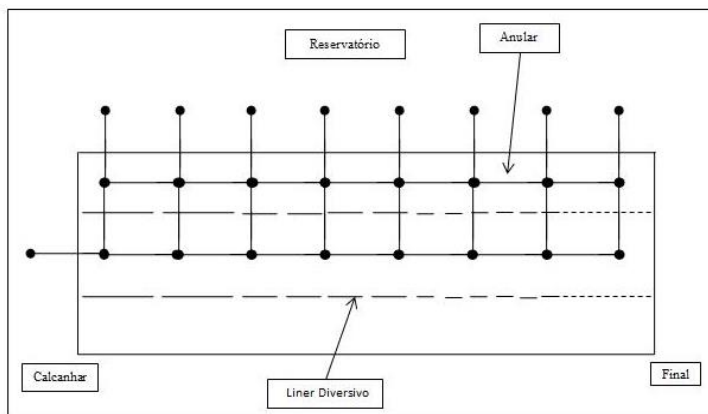 Reservatório
Anular
Calcanhar
Liner Diversivo
Final